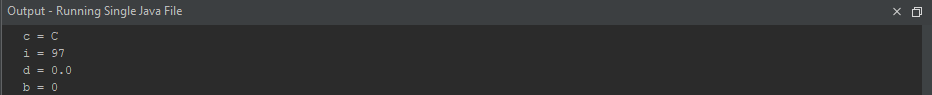 Output - Running Single Java File
c = C
i = 97
d = 0.0
b = 0